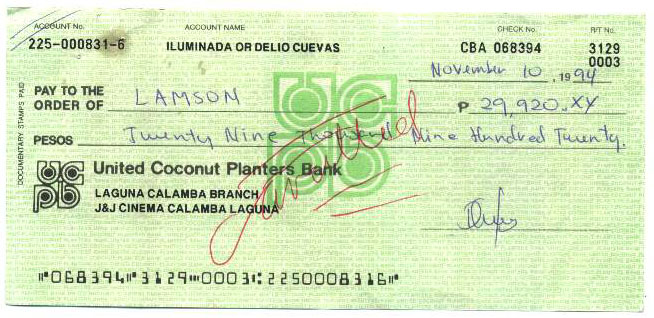 ACCOUNT No. ACCOUNT NAME CHECK No. R/T No.
225-000831-6 ILUMINADA OR DELIO CUEVAS CBA 068394 3129
0003
November 10, 1994
PAY TO THE
ORDER OF LAMSON ₱ 29,920.XX
PESOS Twenty Nine Thousand Nine Hundred Twenty.
DOCUMENTARY STAMPS PAID
ucpb United Coconut Planters Bank
LAGUNA CALAMBA BRANCH
J&J CINEMA CALAMBA LAGUNA
⑈068394⑈3129⑉0003⑆2250008316⑈